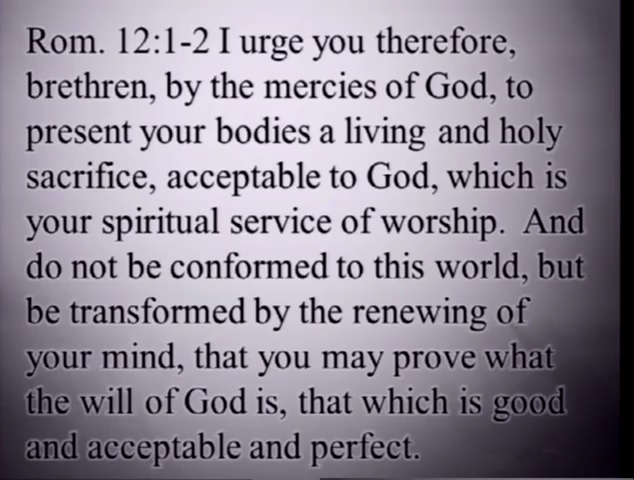 Rom. 12:1-2 I urge you therefore,
brethren, by the mercies of God, to
present your bodies a living and holy
sacrifice, acceptable to God, which is
your spiritual service of worship.  And
do not be conformed to this world, but
be transformed by the renewing of
your mind, that you may prove what
the will of God is, that which is good
and acceptable and perfect.